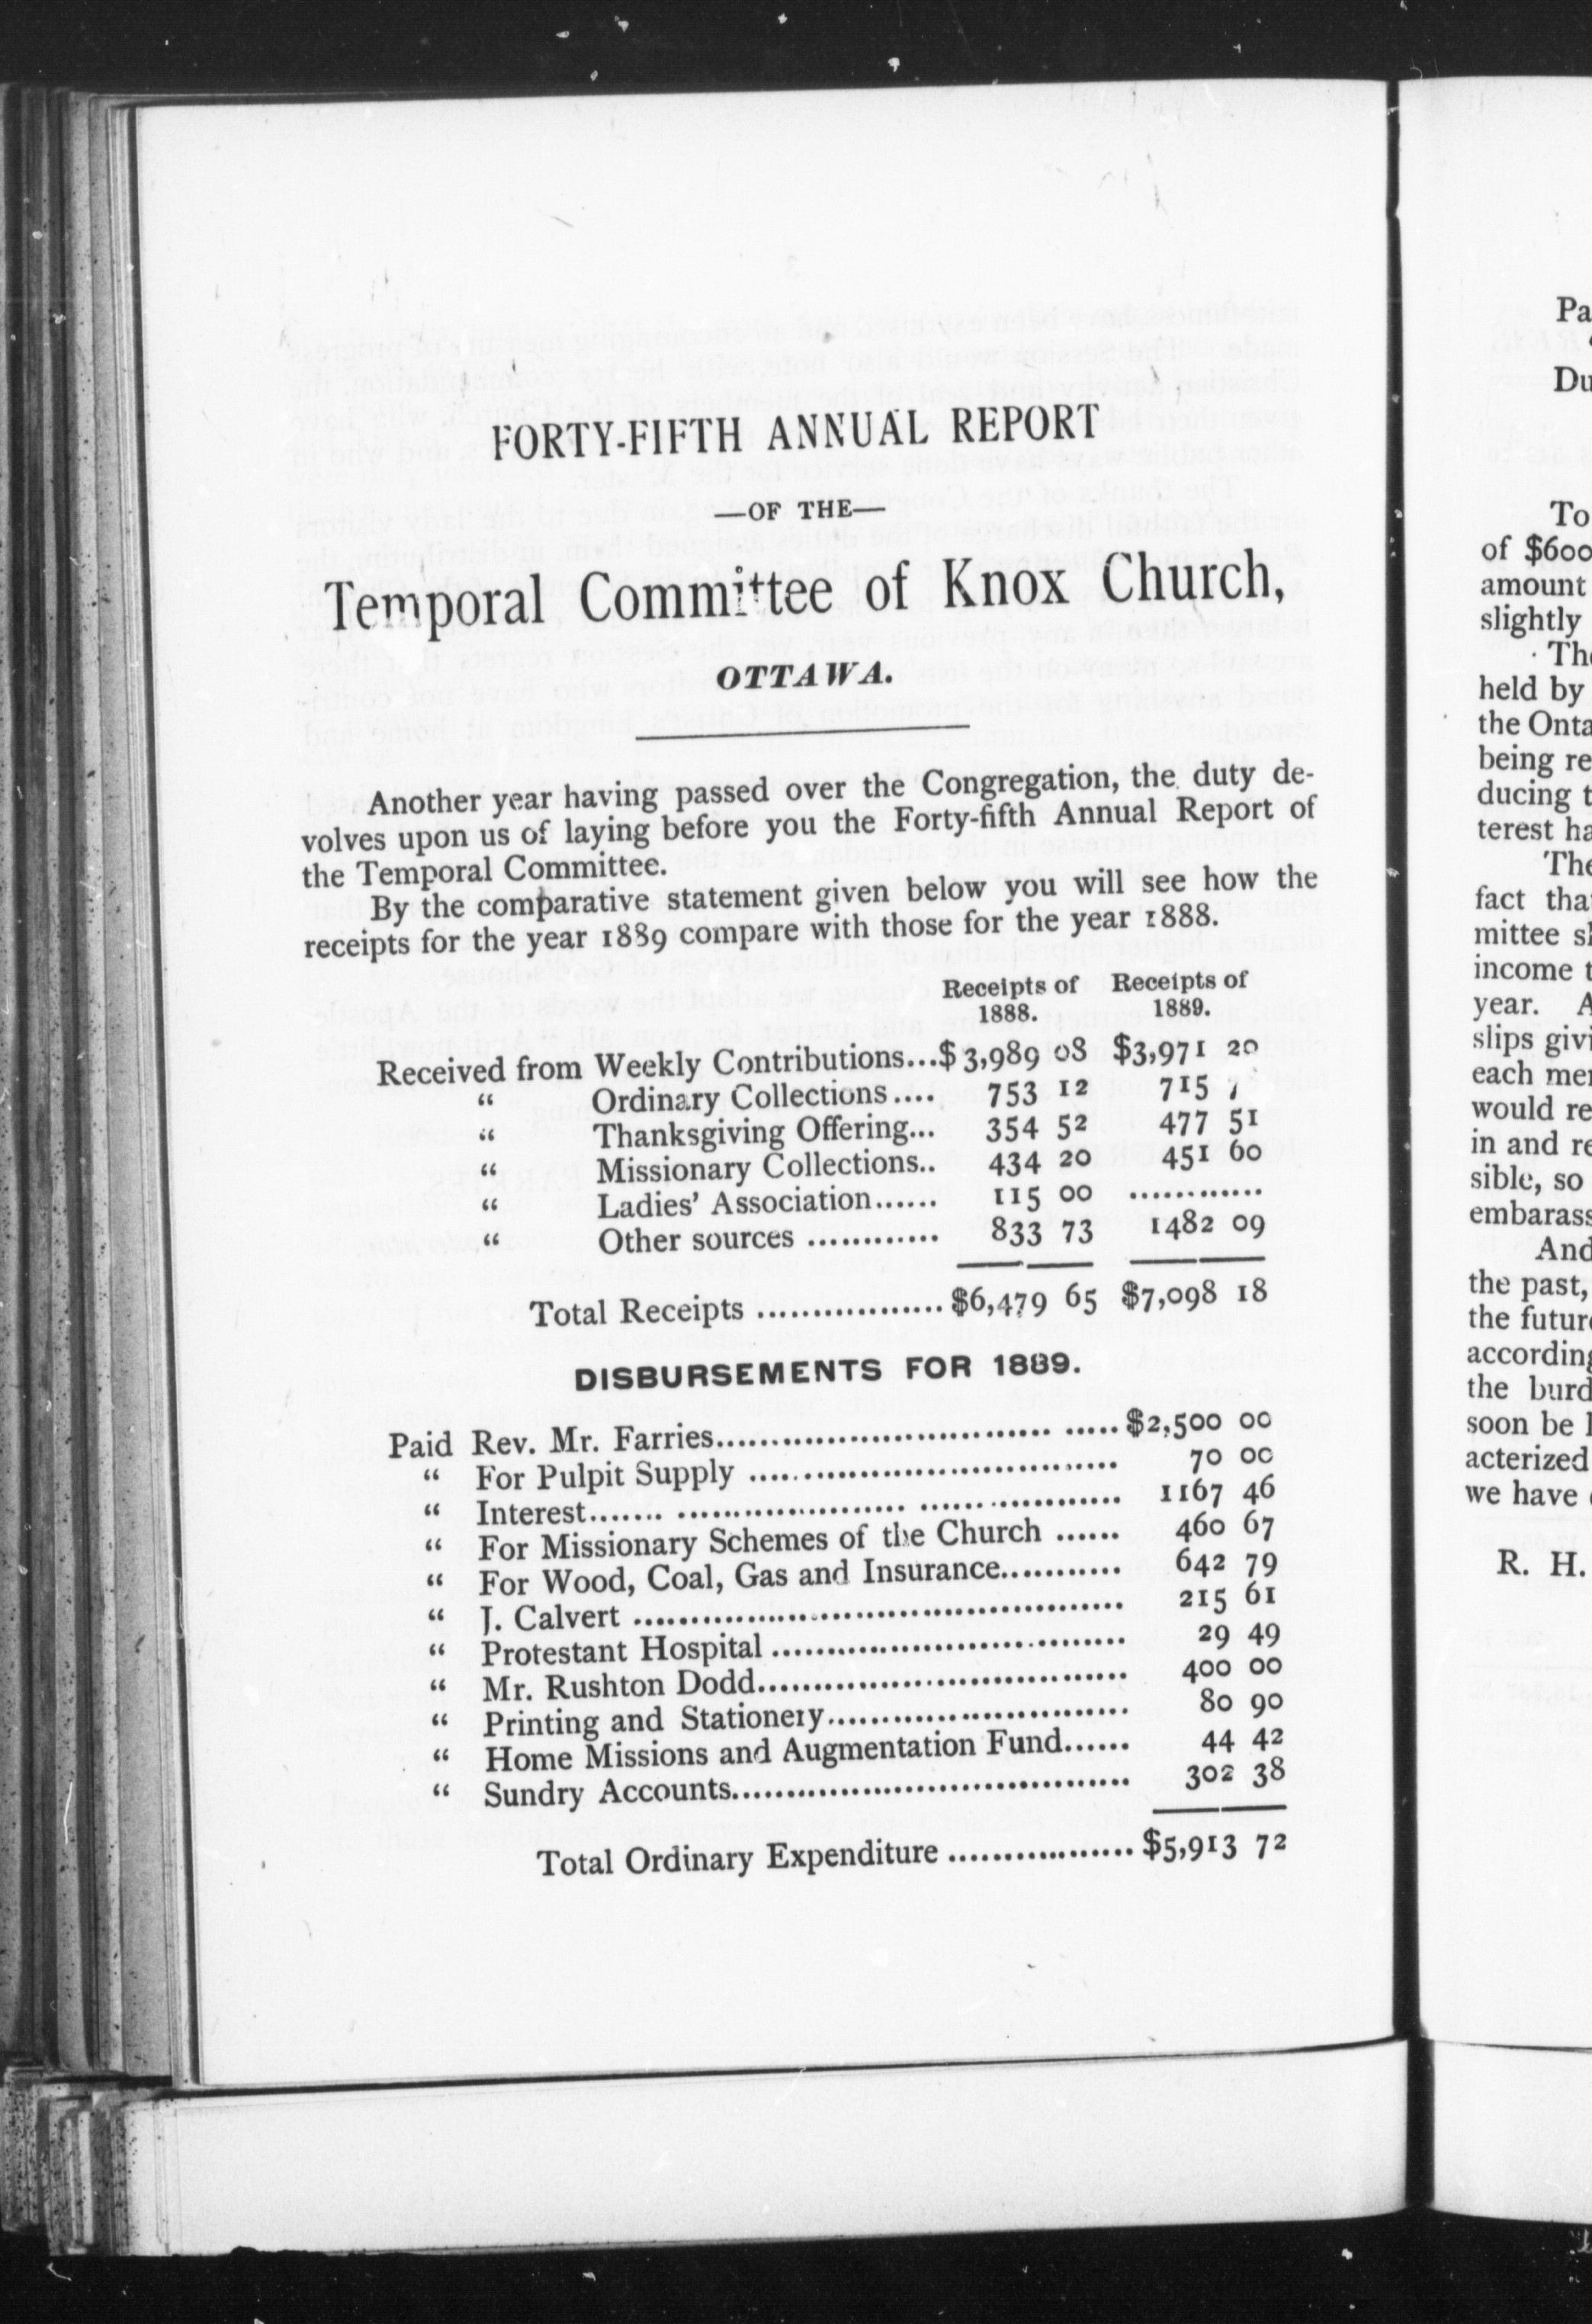 FORTY-FIFTH ANNUAL REPORT
—OF THE—
Temporal Committee of Knox Church,
OTTAWA.
Another year having passed over the Congregation, the duty de-
volves upon us of laying before you the Forty-fifth Annual Report of
the Temporal Committee.
By the comparative statement given below you will see how the
receipts for the year 1889 compare with those for the year 1888.
Receipts of Receipts of
1888. 1889.
Received from Weekly Contributions...$3,989 08 $3,971 20
“ Ordinary Collections.... 753 12 715
“ Thanksgiving Offering... 354 52 477 51
“ Missionary Collections.. 434 20 451 60
“ Ladies’ Association...... 115 00 ............
“ Other sources ............ 833 73 1482 09
Total Receipts .................$6,479 65 $7,098 18
DISBURSEMENTS FOR 1889.
Paid Rev. Mr. Farries.................................... $2,500 00
“ For Pulpit Supply .................................... 70 00
“ Interest....... ..................... ...... ............ 1167 46
“ For Missionary Schemes of the Church ...... 460 67
“ For Wood, Coal, Gas and Insurance........... 642 79
“ J. Calvert ............................................... 215 61
“ Protestant Hospital .................................. 29 49
“ Mr. Rushton Dodd................................... 400 00
“ Printing and Stationery............................. 80 90
“ Home Missions and Augmentation Fund...... 44 42
“ Sundry Accounts...................................... 302 38
Total Ordinary Expenditure .................$5,913 72
Pa
Du
To
of $600
amount
slightly
The
held by
the Onta
being re
ducing t
terest ha
The
fact that
mittee sh
income t
year. A
slips givi
each mem
would re
in and re
sible, so
embarass
And
the past,
the future
according
the burd
soon be l
acterized
we have
R. H.